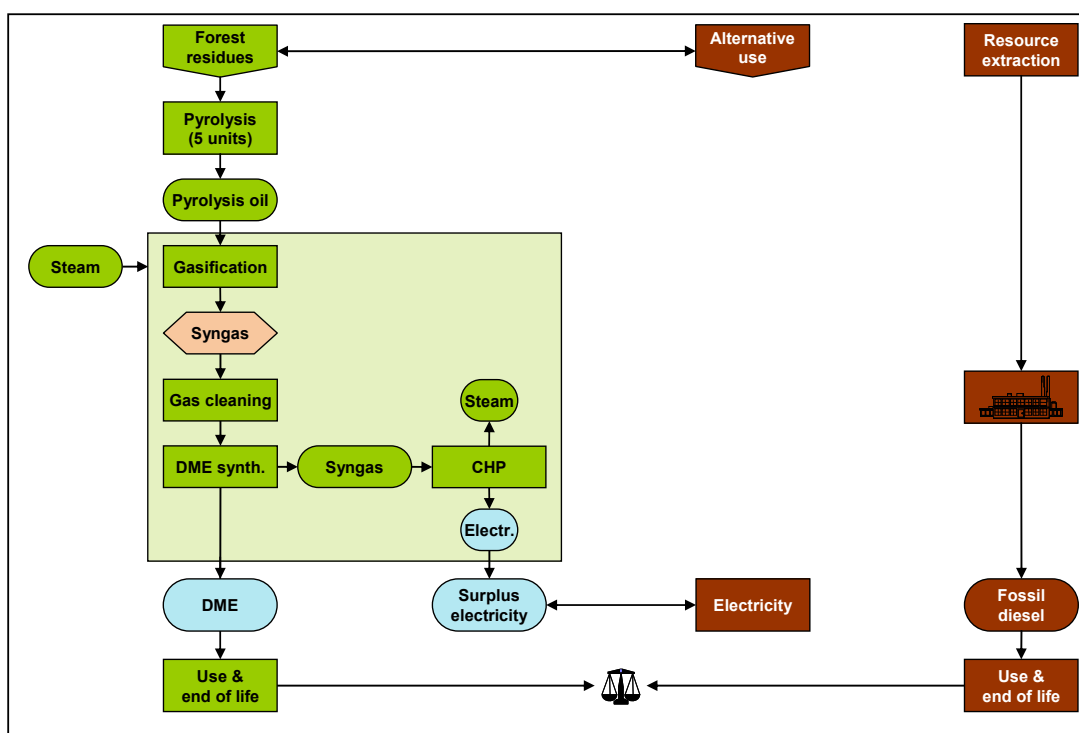 Forest
residues
Alternative
use
Resource
extraction
Pyrolysis
(5 units)
Pyrolysis oil
Steam
Gasification
Syngas
Gas cleaning
Steam
DME synth.
Syngas
CHP
Electr.
DME
Surplus
electricity
Electricity
Fossil
diesel
Use &
end of life
Use &
end of life